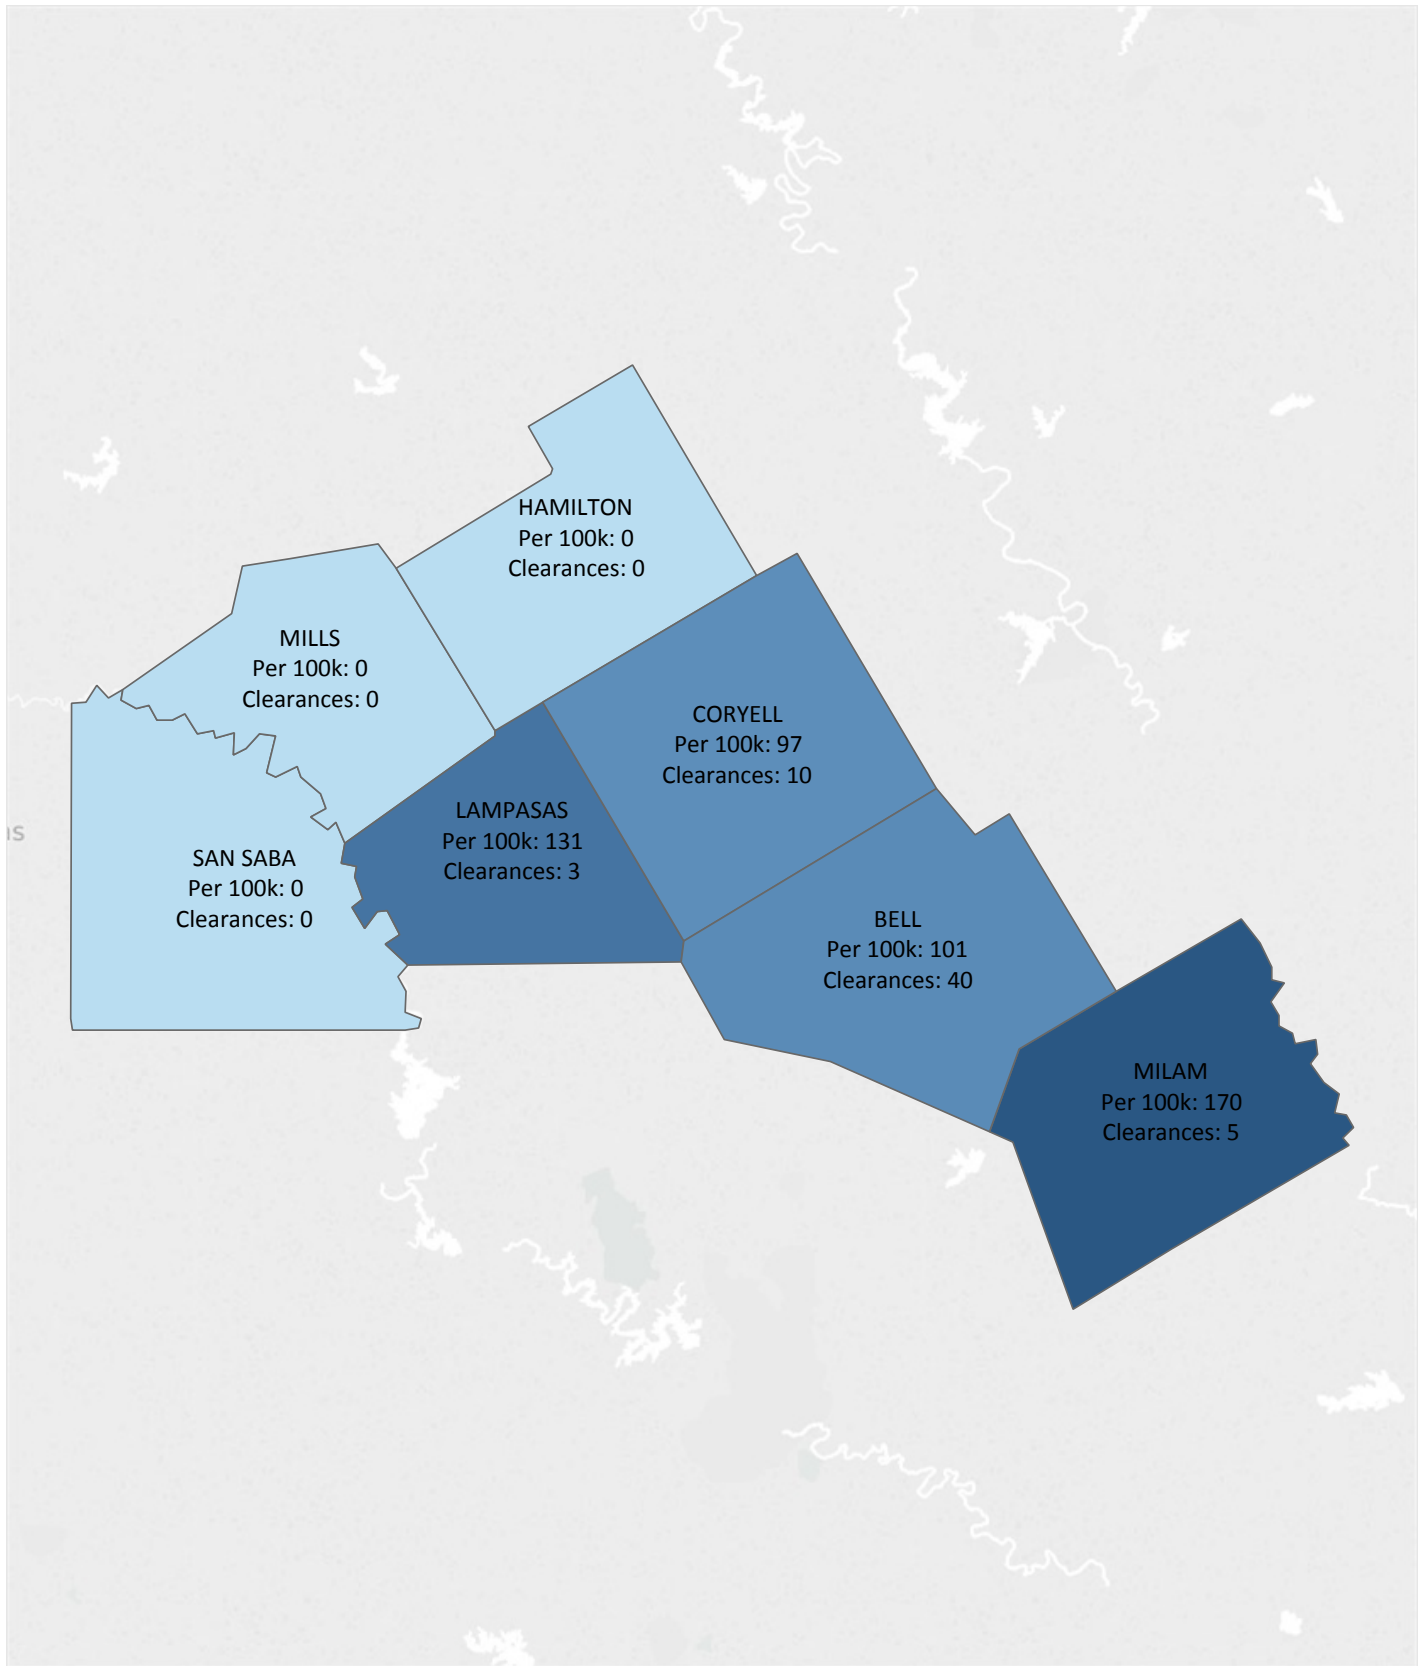 HAMILTON
Per 100k: 0
Clearances: 0
MILLS
Per 100k: 0
Clearances: 0
CORYELL
Per 100k: 97
Clearances: 10
LAMPASAS
Per 100k: 131
Clearances: 3
SAN SABA
Per 100k: 0
Clearances: 0
BELL
Per 100k: 101
Clearances: 40
MILAM
Per 100k: 170
Clearances: 5